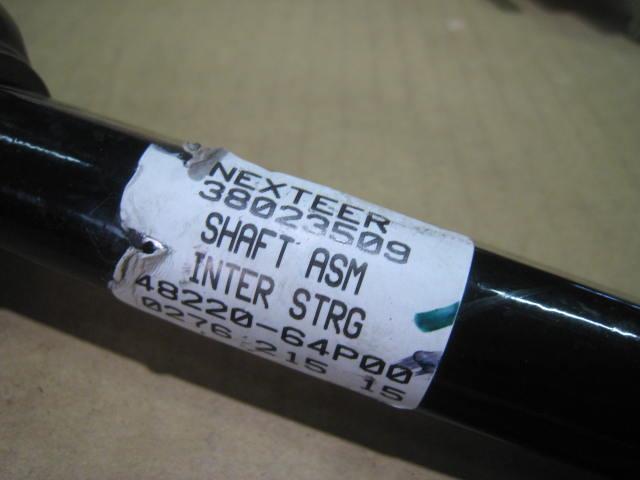 NEXTEER
38023509
SHAFT ASM
INTER STRG
48220-64P00
0276 215 15